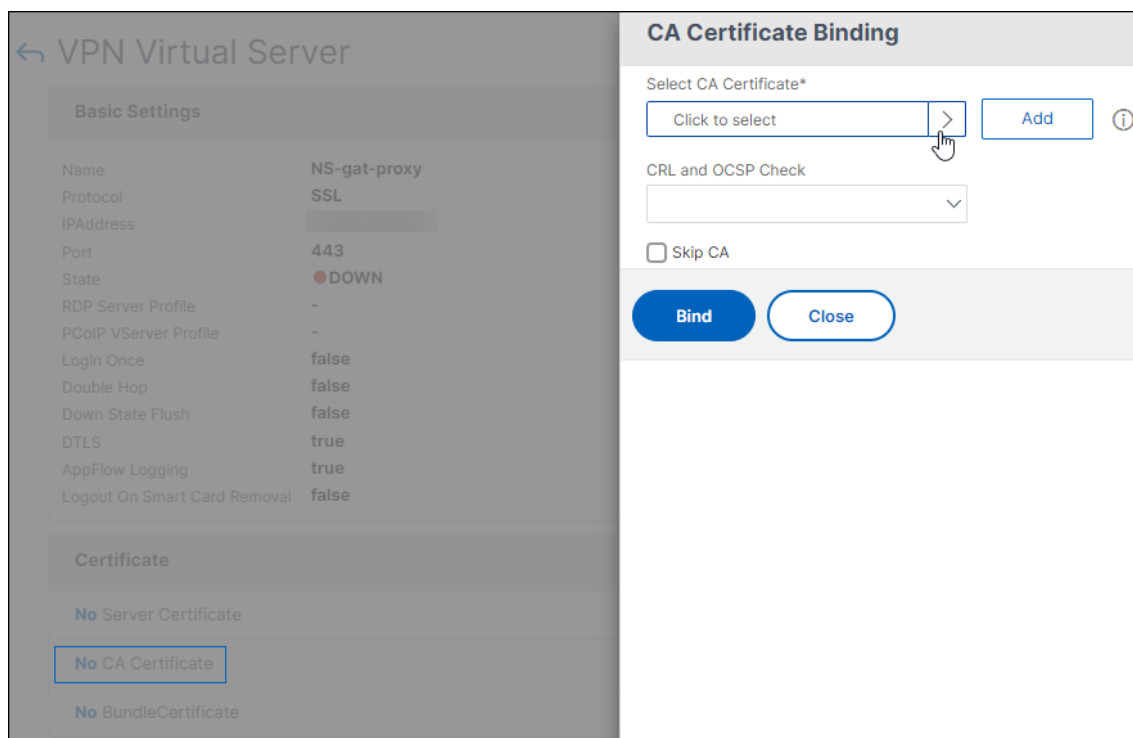 VPN Virtual Server
Basic Settings
Name NS-gat-proxy
Protocol SSL
IPAddress
Port 443
State DOWN
RDP Server Profile -
PCoIP VServer Profile -
Login Once false
Double Hop false
Down State Flush false
DTLS true
AppFlow Logging true
Logout On Smart Card Removal false
Certificate
No Server Certificate
No CA Certificate
No BundleCertificate
CA Certificate Binding
Select CA Certificate*
Click to select
Add
CRL and OCSP Check
Skip CA
Bind Close